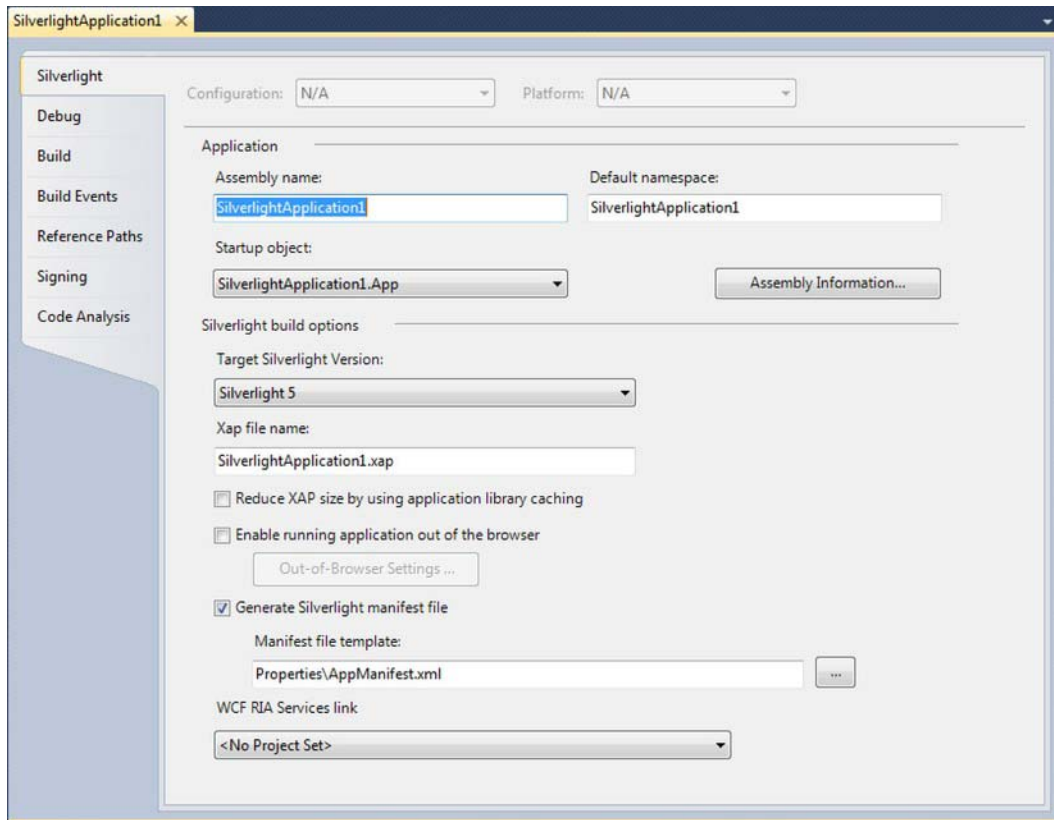 SilverlightApplication1
Silverlight
Debug
Build
Build Events
Reference Paths
Signing
Code Analysis
Configuration: N/A Platform: N/A
Application
Assembly name: Default namespace:
SilverlightApplication1 SilverlightApplication1
Startup object:
SilverlightApplication1.App Assembly Information...
Silverlight build options
Target Silverlight Version:
Silverlight 5
Xap file name:
SilverlightApplication1.xap
Reduce XAP size by using application library caching
Enable running application out of the browser
Out-of-Browser Settings ...
Generate Silverlight manifest file
Manifest file template:
Properties\AppManifest.xml ...
WCF RIA Services link
<No Project Set>